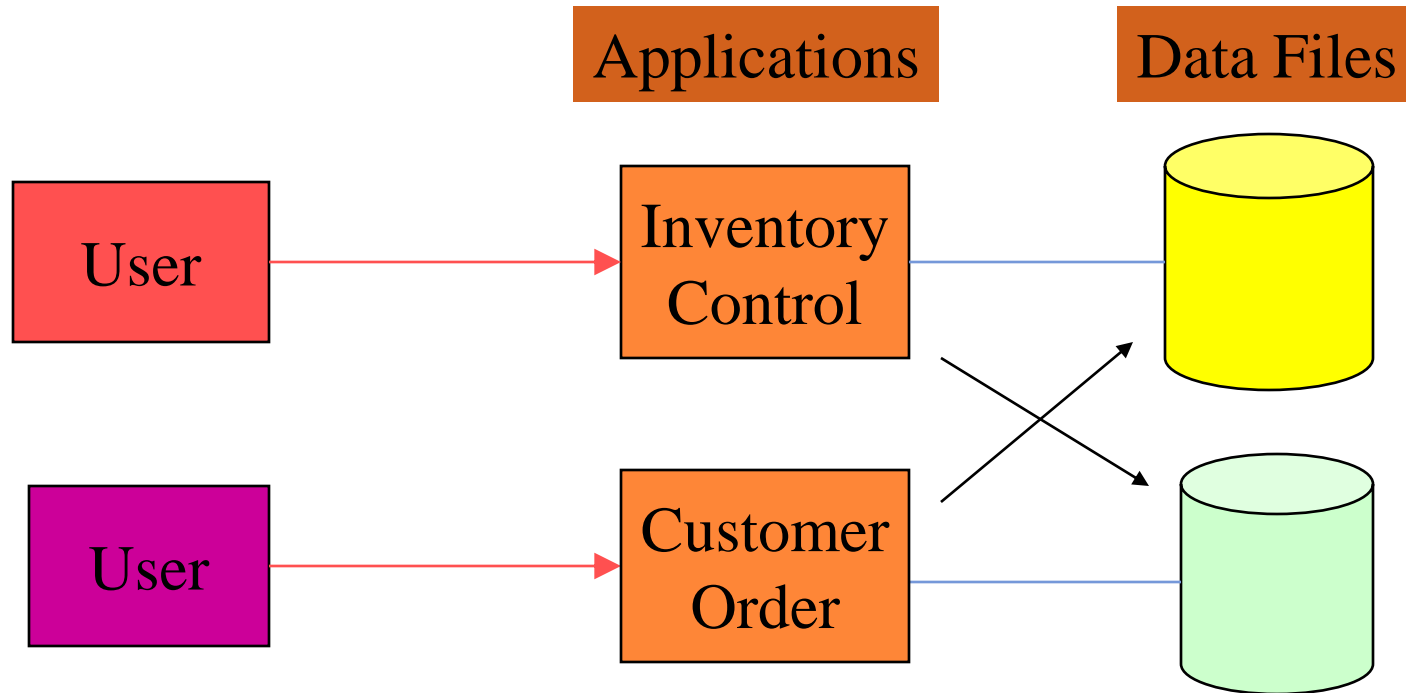 Applications
Data Files
User
Inventory
Control
User
Customer
Order